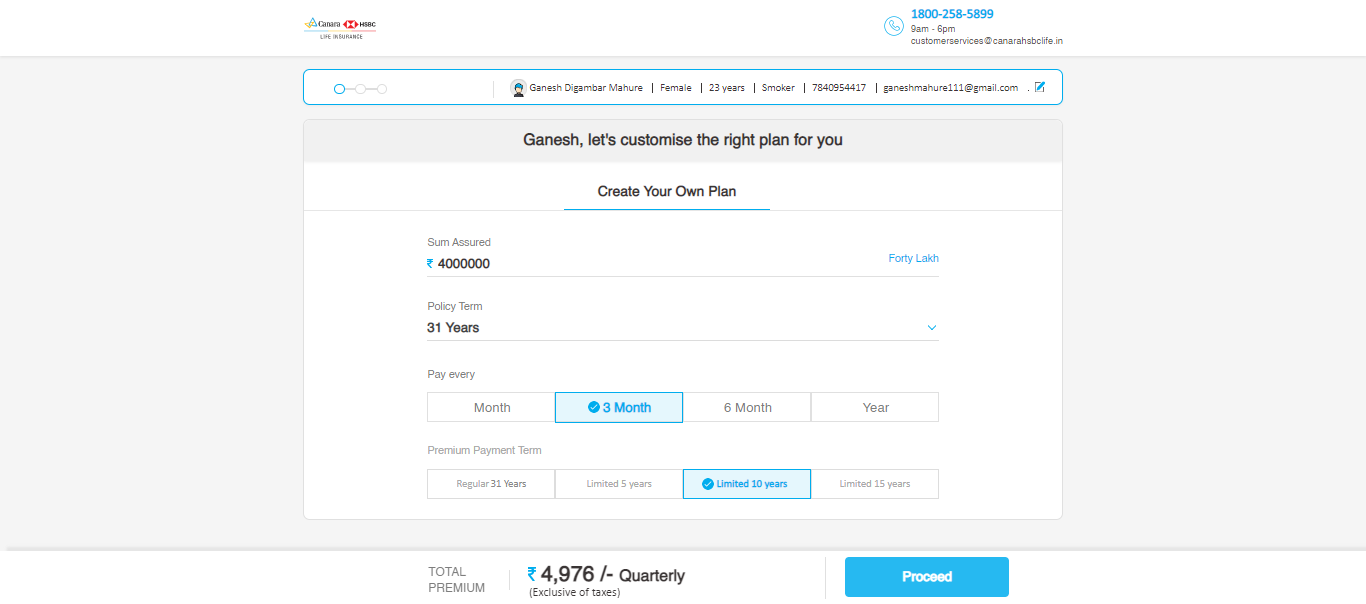 Canara HSBC
LIFE INSURANCE
1800-258-5899
9am - 6pm
customerservices@canarahsbclife.in
Ganesh Digambar Mahure | Female | 23 years | Smoker | 7840954417 | ganeshmahure111@gmail.com .
Ganesh, let's customise the right plan for you
Create Your Own Plan
Sum Assured
₹ 4000000 Forty Lakh
Policy Term
31 Years
Pay every
Month 3 Month 6 Month Year
Premium Payment Term
Regular 31 Years Limited 5 years Limited 10 years Limited 15 years
TOTAL
PREMIUM
₹ 4,976 /- Quarterly
(Exclusive of taxes)
Proceed